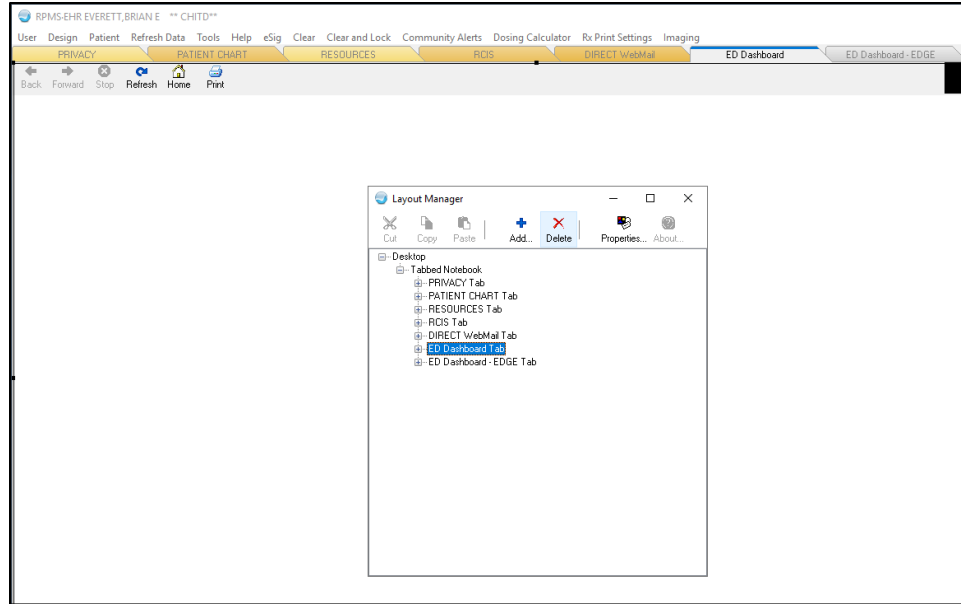 RPMS-EHR EVERETT,BRIAN E ** CHITD**
User Design Patient Refresh Data Tools Help eSig Clear Clear and Lock Community Alerts Dosing Calculator Rx Print Settings Imaging
PRIVACY PATIENT CHART RESOURCES RCIS DIRECT WebMail ED Dashboard ED Dashboard - EDGE
Back Forward Stop Refresh Home Print
Layout Manager
Cut Copy Paste Add... Delete Properties... About...
Desktop
Tabbed Notebook
PRIVACY Tab
PATIENT CHART Tab
RESOURCES Tab
RCIS Tab
DIRECT WebMail Tab
ED Dashboard Tab
ED Dashboard - EDGE Tab